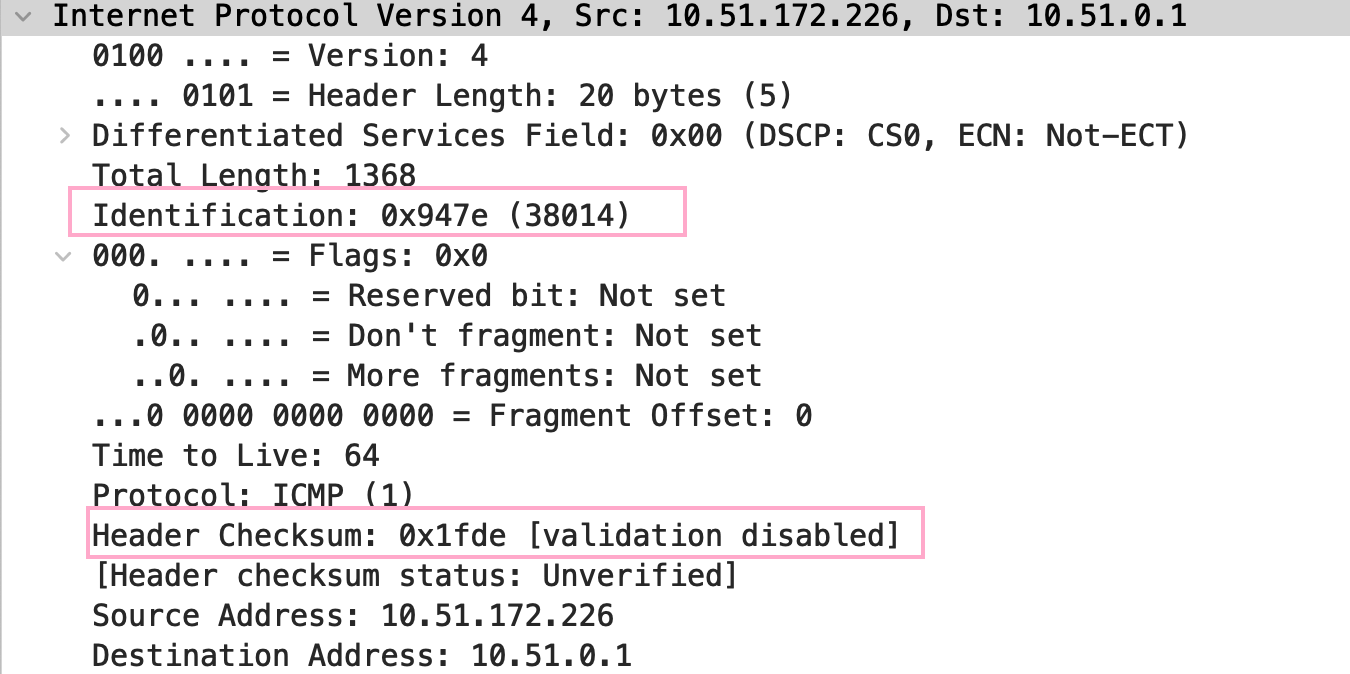 Internet Protocol Version 4, Src: 10.51.172.226, Dst: 10.51.0.1
0100 .... = Version: 4
.... 0101 = Header Length: 20 bytes (5)
Differentiated Services Field: 0x00 (DSCP: CS0, ECN: Not-ECT)
Total Length: 1368
Identification: 0x947e (38014)
000. .... = Flags: 0x0
0... .... = Reserved bit: Not set
.0.. .... = Don't fragment: Not set
..0. .... = More fragments: Not set
...0 0000 0000 0000 = Fragment Offset: 0
Time to Live: 64
Protocol: ICMP (1)
Header Checksum: 0x1fde [validation disabled]
[Header checksum status: Unverified]
Source Address: 10.51.172.226
Destination Address: 10.51.0.1